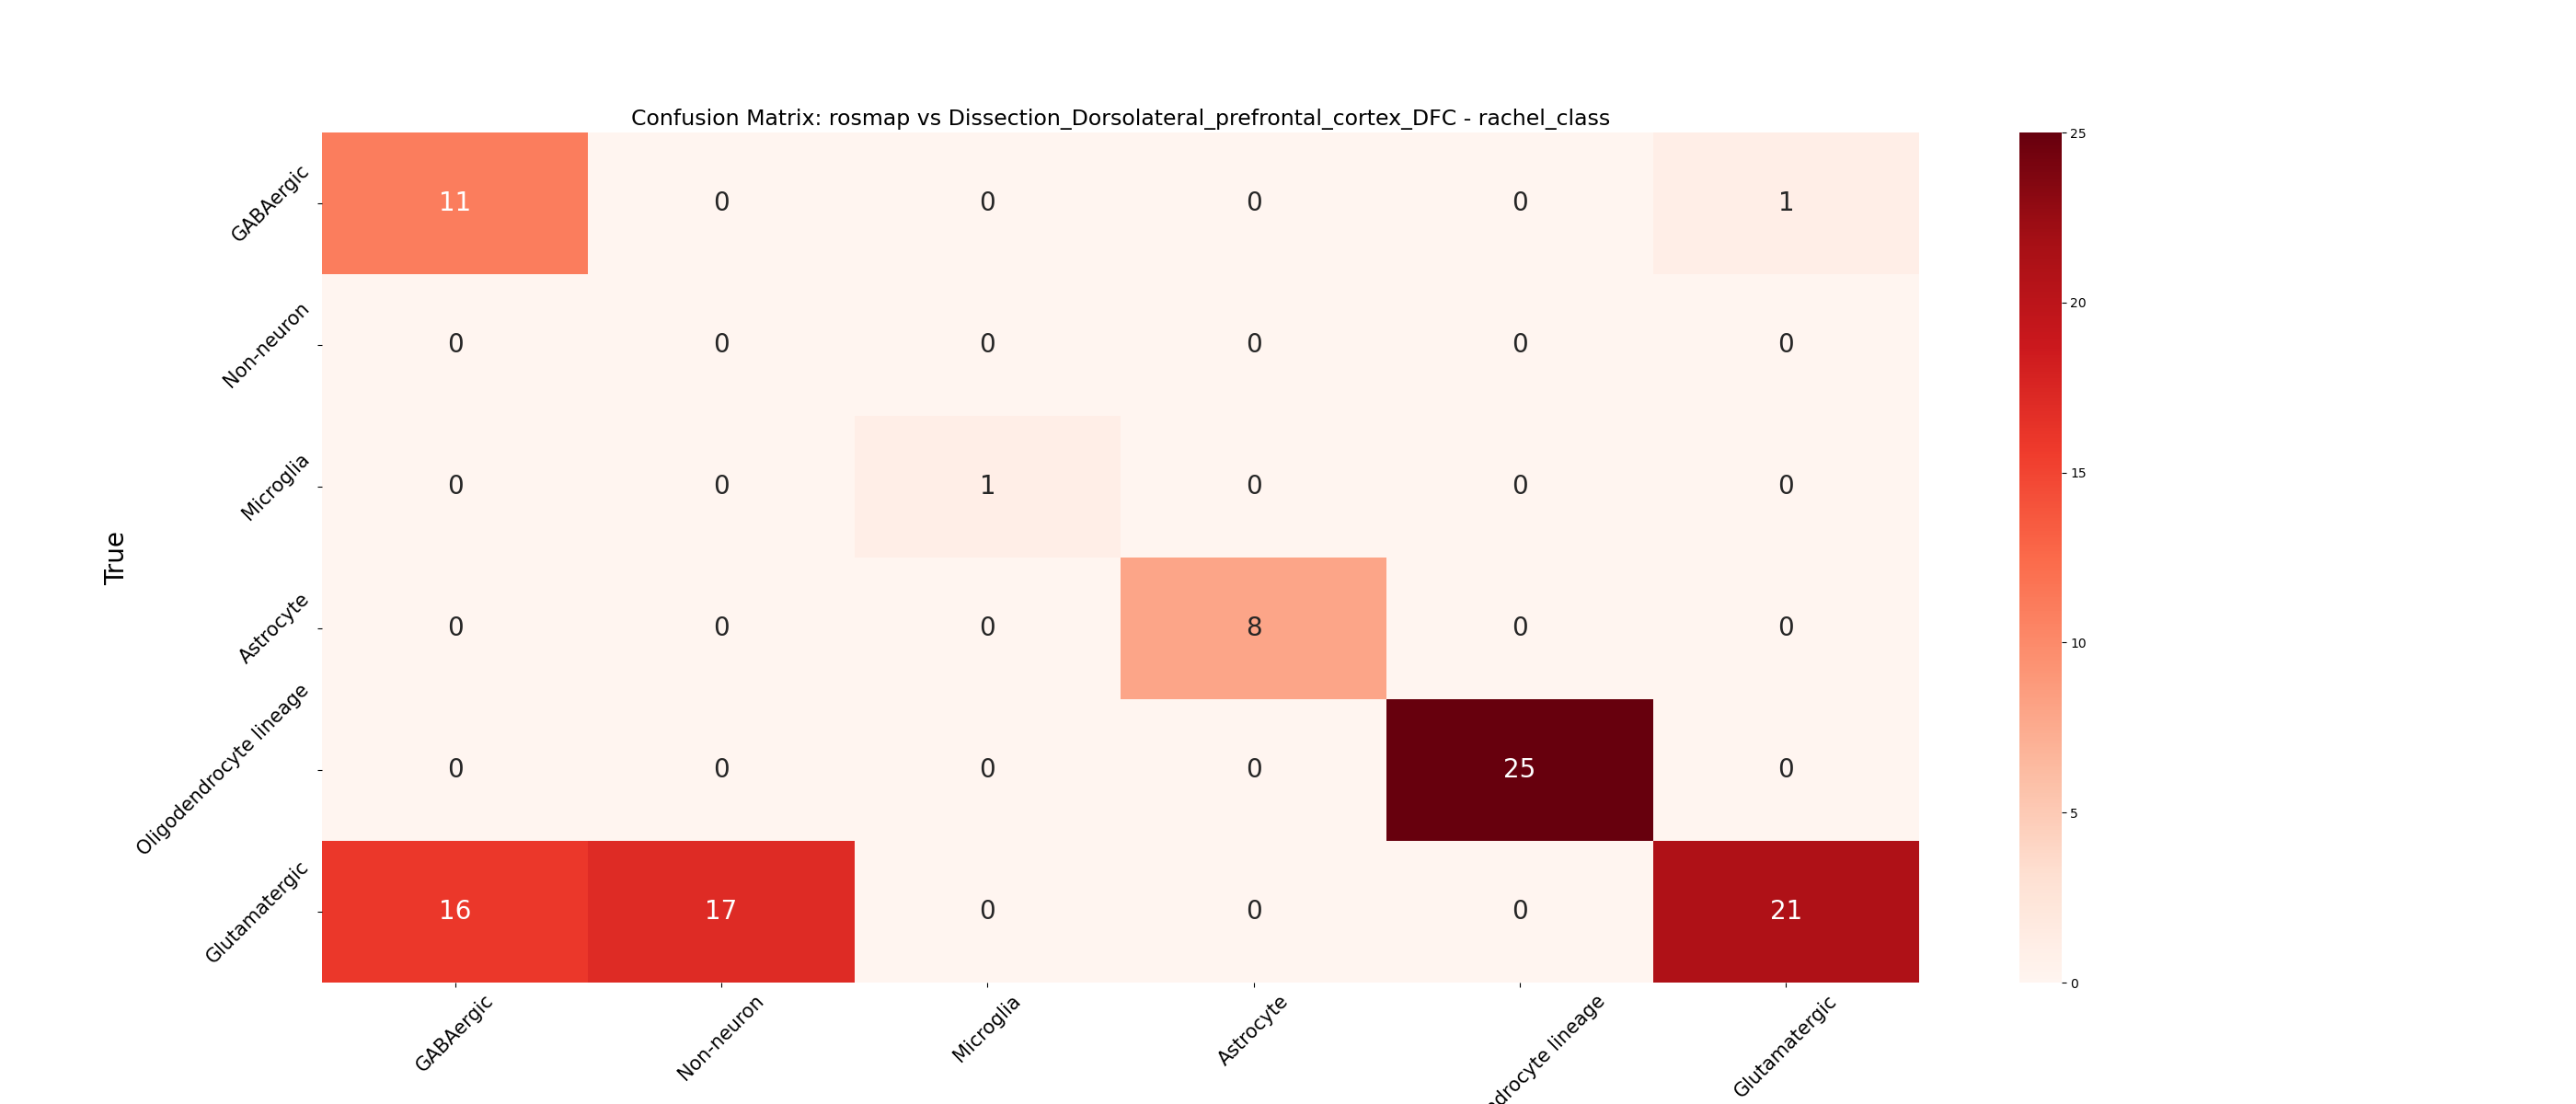 Confusion Matrix: rosmap vs Dissection_Dorsolateral_prefrontal_cortex_DFC - rachel_class
True
GABAergic 11 0 0 0 0 1
Non-neuron 0 0 0 0 0 0
Microglia 0 0 1 0 0 0
Astrocyte 0 0 0 8 0 0
Oligodendrocyte lineage 0 0 0 0 25 0
Glutamatergic 16 17 0 0 0 21
GABAergic Non-neuron Microglia Astrocyte ndrocyte lineage Glutamatergic
25
20
15
10
5
0